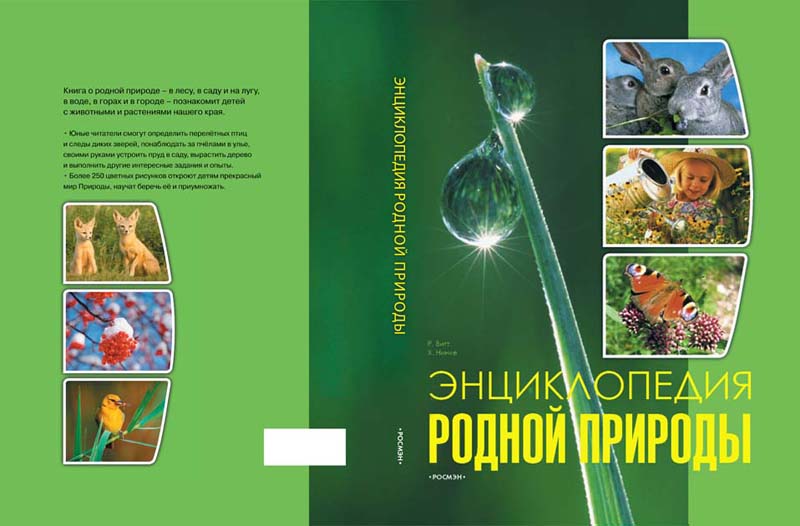 Книга о родной природе – в лесу, в саду и на лугу,
в воде, в горах и в городе – познакомит детей
с животными и растениями нашего края.
• Юные читатели смогут определить перелётных птиц
и следы диких зверей, понаблюдать за пчёлами в улье,
своими руками устроить пруд в саду, вырастить дерево
и выполнить другие интересные задания и опыты.
• Более 250 цветных рисунков откроют детям прекрасный
мир Природы, научат беречь её и приумножать.
ЭНЦИКЛОПЕДИЯ РОДНОЙ ПРИРОДЫ
• РОСМЭН •
Р. Витт
Х.
ЭНЦИКЛОПЕДИЯ
РОДНОЙ ПРИРОДЫ
• РОСМЭН •